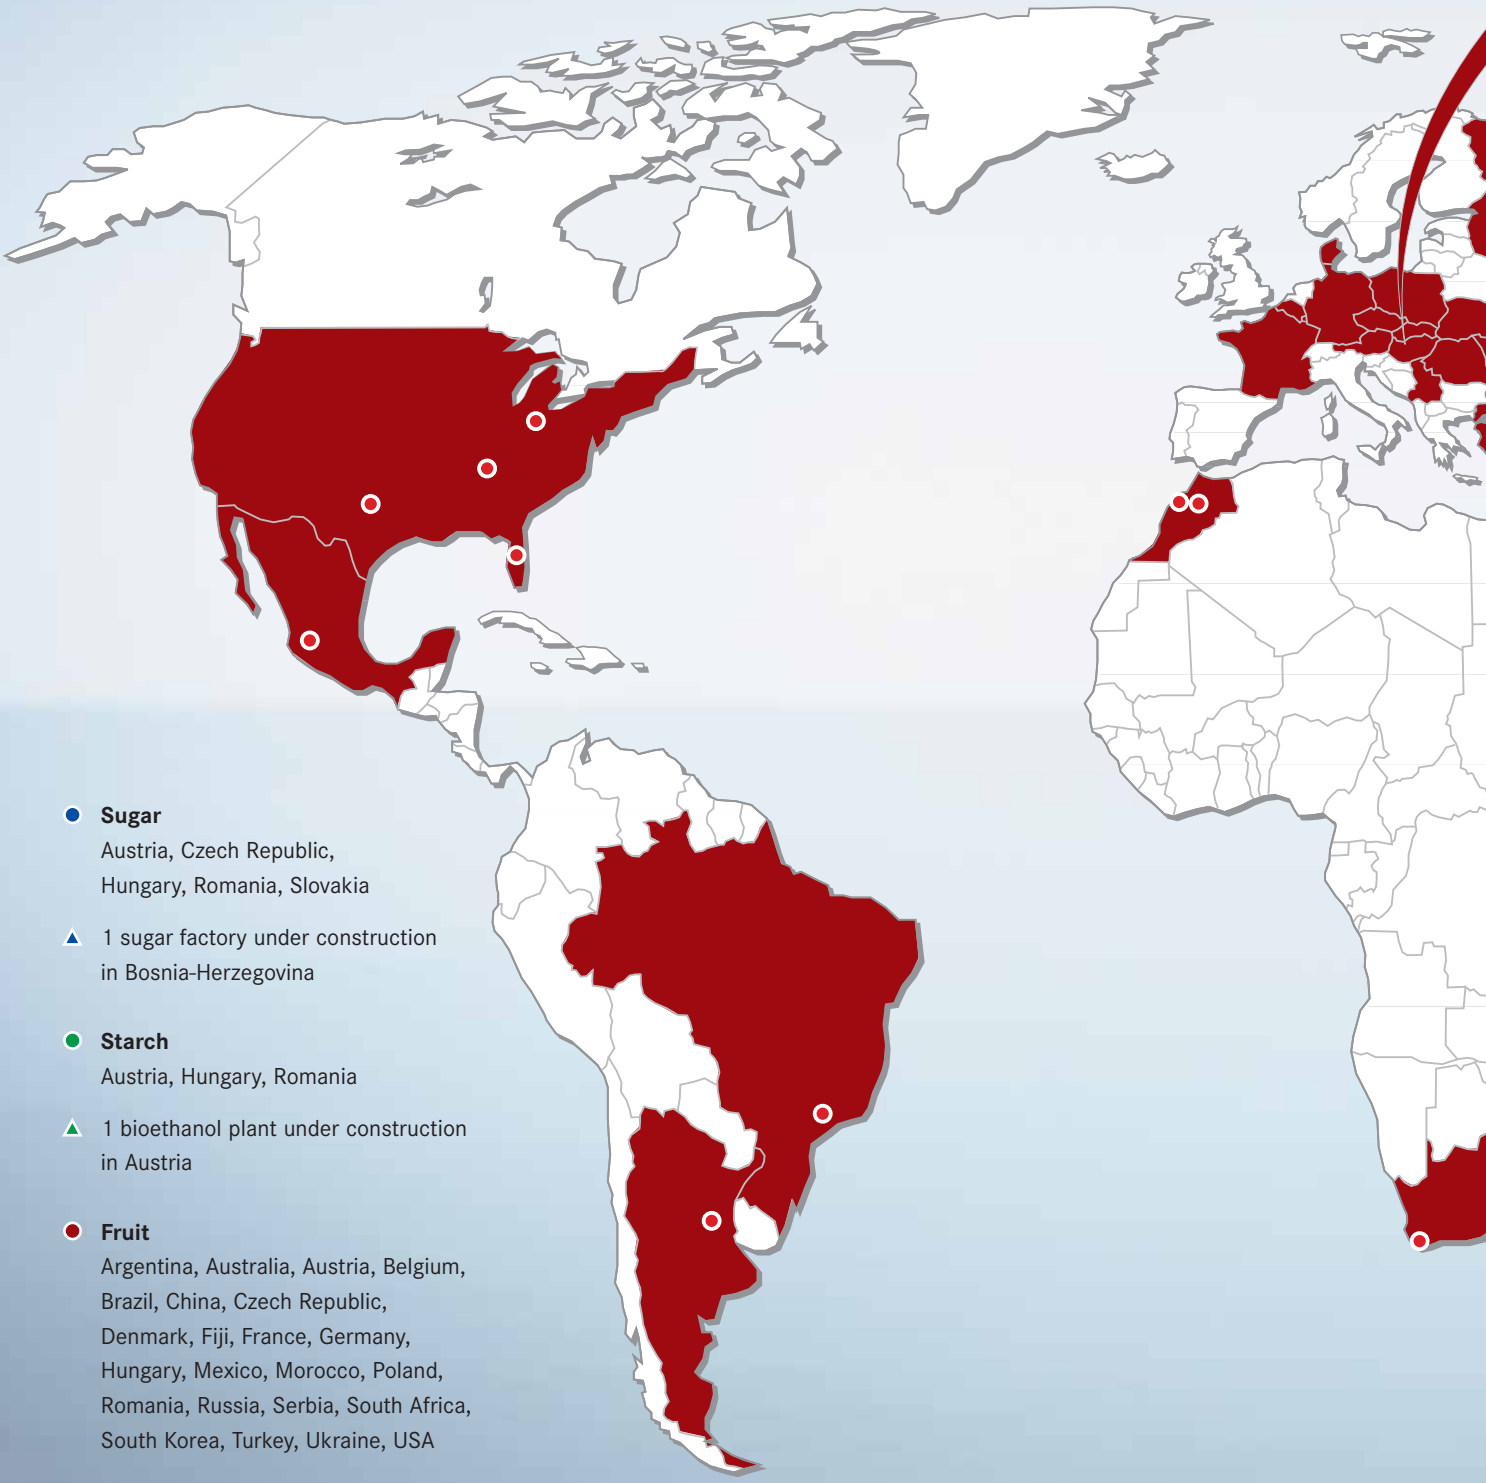 Sugar
Austria, Czech Republic,
Hungary, Romania, Slovakia
1 sugar factory under construction
in Bosnia-Herzegovina
Starch
Austria, Hungary, Romania
1 bioethanol plant under construction
in Austria
Fruit
Argentina, Australia, Austria, Belgium,
Brazil, China, Czech Republic,
Denmark, Fiji, France, Germany,
Hungary, Mexico, Morocco, Poland,
Romania, Russia, Serbia, South Africa,
South Korea, Turkey, Ukraine, USA